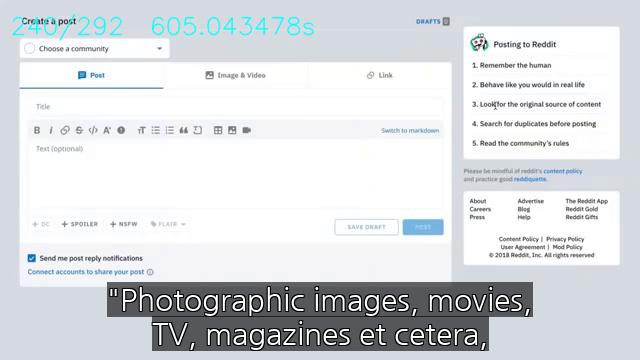 240/292 605.043478s
Create a post
DRAFTS 0
Choose a community
Post
Image & Video
Link
Title
B i
Switch to markdown
Text (optional)
+ OC + SPOILER + NSFW FLAIR
SAVE DRAFT
POST
Send me post reply notifications
Connect accounts to share your post
Posting to Reddit
1. Remember the human
2. Behave like you would in real life
3. Look for the original source of content
4. Search for duplicates before posting
5. Read the community's rules
Please be mindful of reddit's content policy
and practice good reddiquette.
About Advertise The Reddit App
Careers Blog Reddit Gold
Press Help Reddit Gifts
Content Policy | Privacy Policy
User Agreement | Mod Policy
© 2018 Reddit, Inc. All rights reserved
"Photographic images, movies,
TV, magazines et cetera,